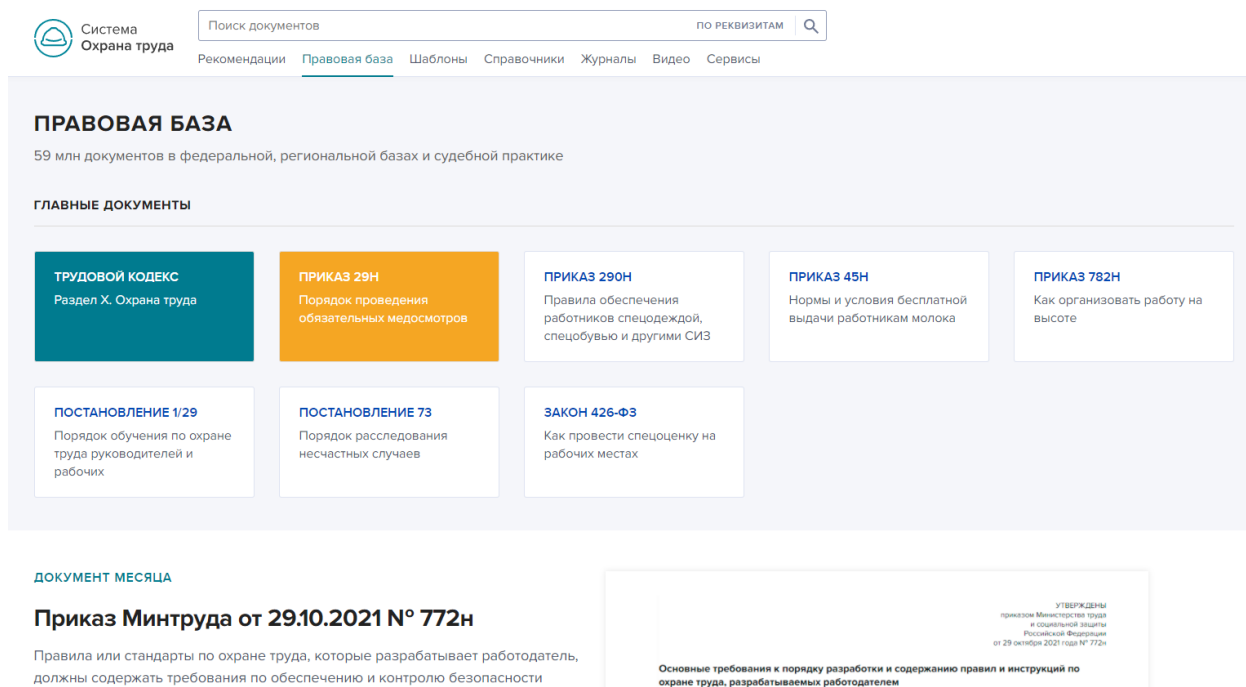 Система
Охрана труда
Поиск документов
ПО РЕКВИЗИТАМ
Рекомендации Правовая база Шаблоны Справочники Журналы Видео Сервисы
ПРАВОВАЯ БАЗА
59 млн документов в федеральной, региональной базах и судебной практике
ГЛАВНЫЕ ДОКУМЕНТЫ
ТРУДОВОЙ КОДЕКС
Раздел X. Охрана труда
ПРИКАЗ 29Н
Порядок проведения
обязательных медосмотров
ПРИКАЗ 290Н
Правила обеспечения
работников спецодеждой,
спецобувью и другими СИЗ
ПРИКАЗ 45Н
Нормы и условия бесплатной
выдачи работникам молока
ПРИКАЗ 782Н
Как организовать работу на
высоте
ПОСТАНОВЛЕНИЕ 1/29
Порядок обучения по охране
труда руководителей и
рабочих
ПОСТАНОВЛЕНИЕ 73
Порядок расследования
несчастных случаев
ЗАКОН 426-ФЗ
Как провести спецоценку на
рабочих местах
ДОКУМЕНТ МЕСЯЦА
Приказ Минтруда от 29.10.2021 № 772н
Правила или стандарты по охране труда, которые разрабатывает работодатель,
должны содержать требования по обеспечению и контролю безопасности
УТВЕРЖДЕНЫ
приказом Министерства труда
и социальной защиты
Российской Федерации
от 29 октября 2021 года № 772н
Основные требования к порядку разработки и содержанию правил и инструкций по
охране труда, разрабатываемых работодателем